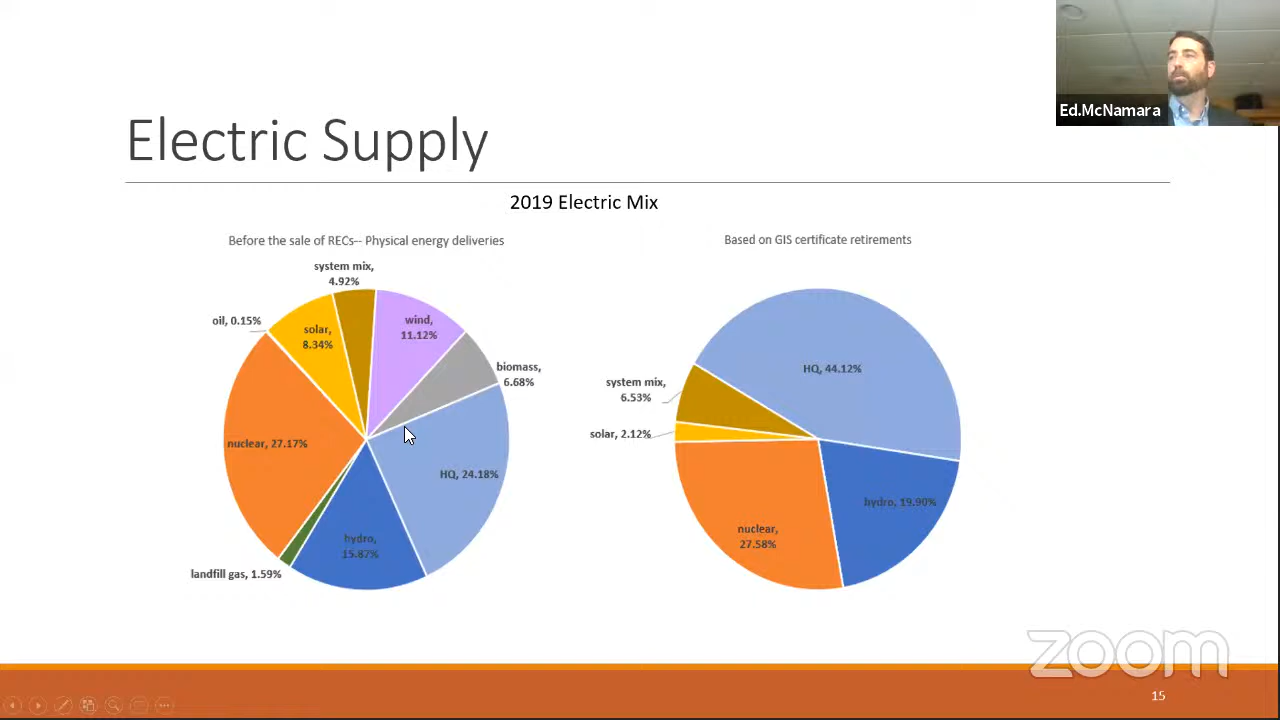 Ed.McNamara
Electric Supply
2019 Electric Mix
Before the sale of RECs-- Physical energy deliveries
system mix,
4.92%
oil, 0.15%
solar,
8.34%
wind,
11.12%
biomass,
6.68%
nuclear, 27.17%
HQ, 24.18%
hydro,
15.87%
landfill gas, 1.59%
Based on GIS certificate retirements
HQ, 44.12%
system mix,
6.53%
solar, 2.12%
hydro, 19.90%
nuclear,
27.58%
zoom
15